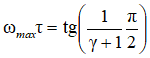 ω_max τ = tg(1/(γ + 1) π/2)